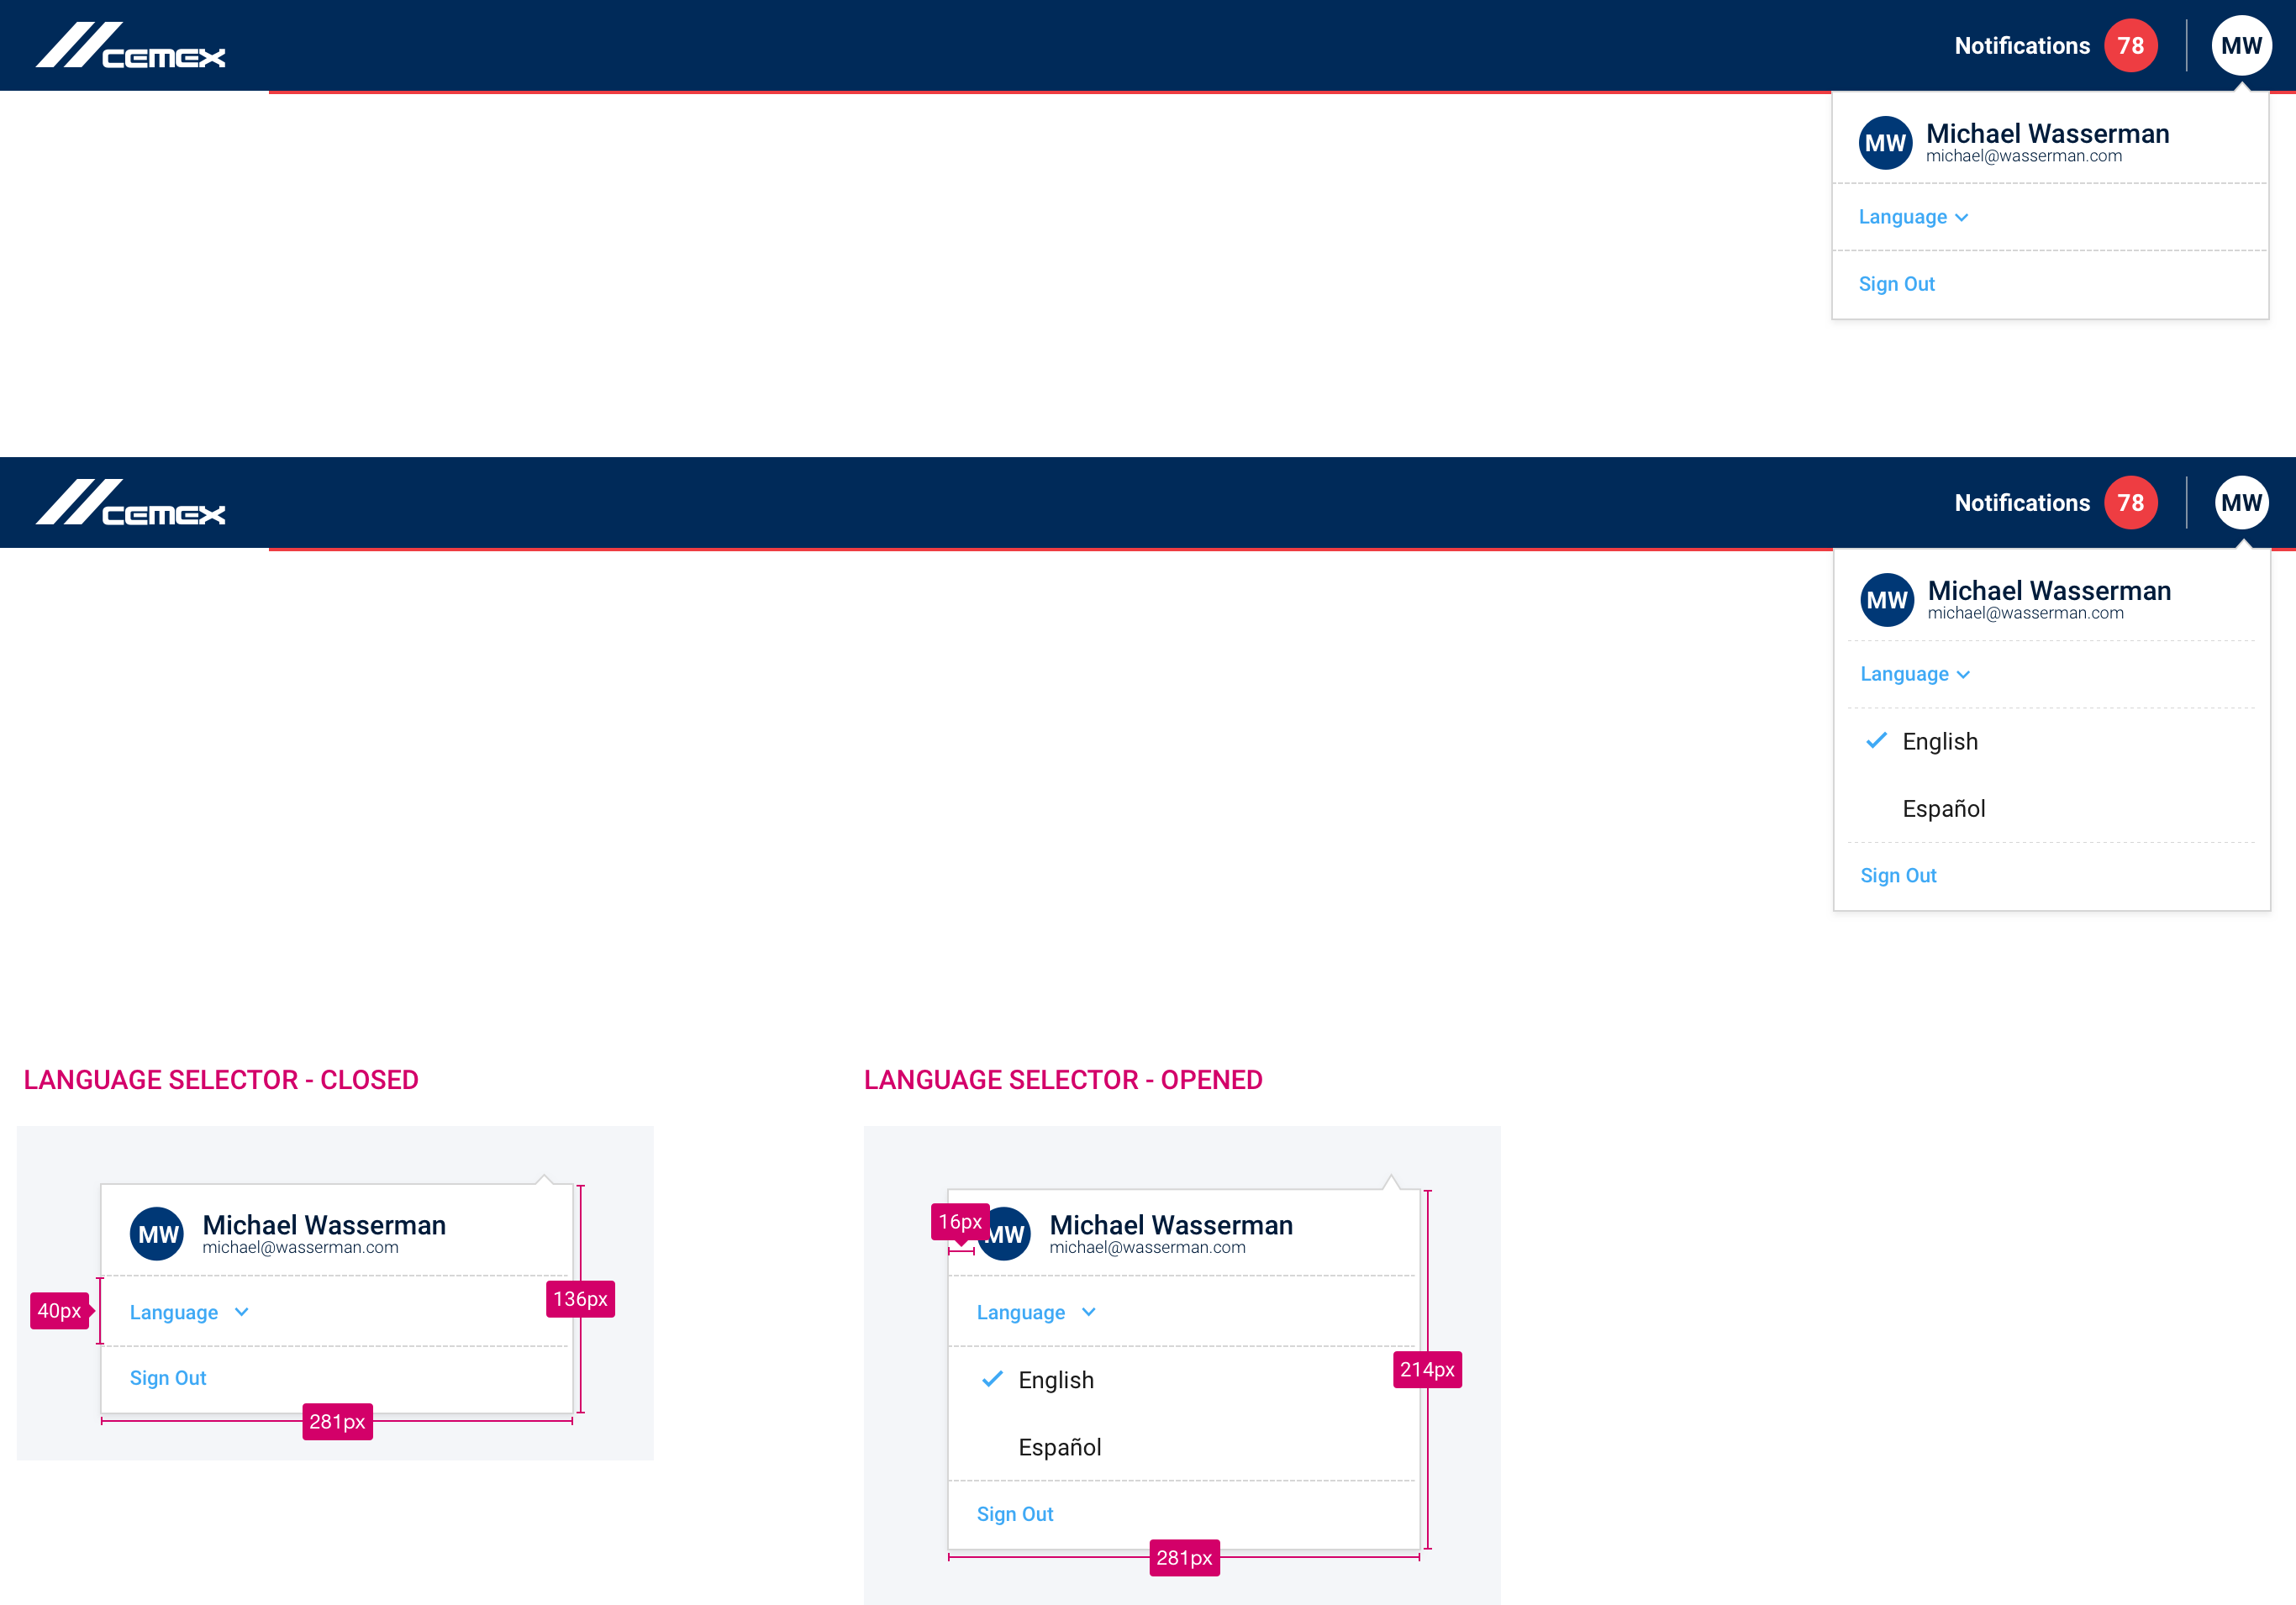 CEMEX
Notifications 78 MW
MW Michael Wasserman
michael@wasserman.com
Language
Sign Out
CEMEX
Notifications 78 MW
MW Michael Wasserman
michael@wasserman.com
Language
English
Español
Sign Out
LANGUAGE SELECTOR - CLOSED
MW Michael Wasserman
michael@wasserman.com
40px
Language
136px
Sign Out
281px
LANGUAGE SELECTOR - OPENED
16px
MW Michael Wasserman
michael@wasserman.com
Language
English
214px
Español
Sign Out
281px